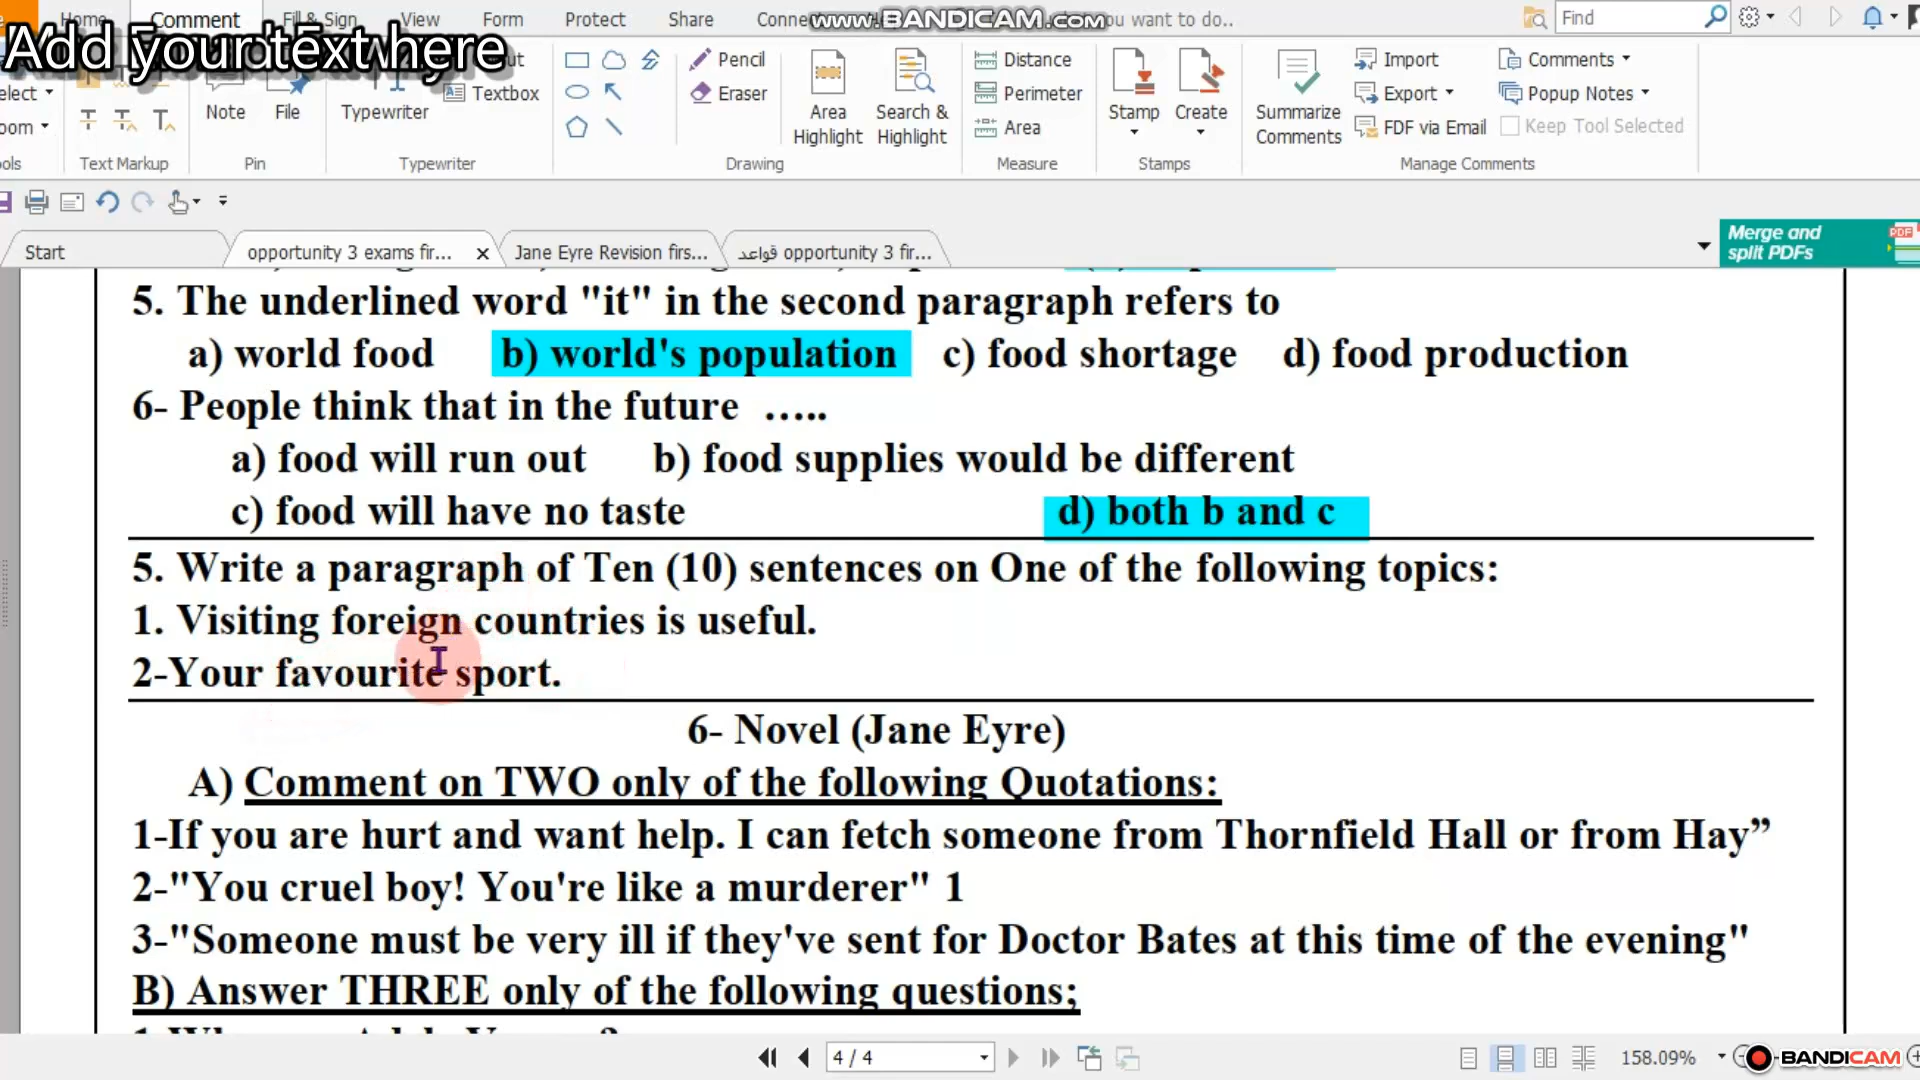 Home Comment Fill & Sign View Form Protect Share Connect www.BANDICAM.com you want to do.. Find
Add your text here
Select Note File Typewriter Textbox Pencil Eraser Area Highlight Search & Highlight Distance Perimeter Area Stamp Create Summarize Comments Import Export FDF via Email Comments Popup Notes Keep Tool Selected
Text Markup Pin Typewriter Drawing Measure Stamps Manage Comments
Start opportunity 3 exams fir... Jane Eyre Revision firs... قواعد opportunity 3 fir... Merge and split PDFs
5. The underlined word "it" in the second paragraph refers to
a) world food b) world's population c) food shortage d) food production
6- People think that in the future …..
a) food will run out b) food supplies would be different
c) food will have no taste d) both b and c
5. Write a paragraph of Ten (10) sentences on One of the following topics:
1. Visiting foreign countries is useful.
2-Your favourite sport.
6- Novel (Jane Eyre)
A) Comment on TWO only of the following Quotations:
1-If you are hurt and want help. I can fetch someone from Thornfield Hall or from Hay”
2-"You cruel boy! You're like a murderer" 1
3-"Someone must be very ill if they've sent for Doctor Bates at this time of the evening"
B) Answer THREE only of the following questions;
4 / 4 158.09% BANDICAM